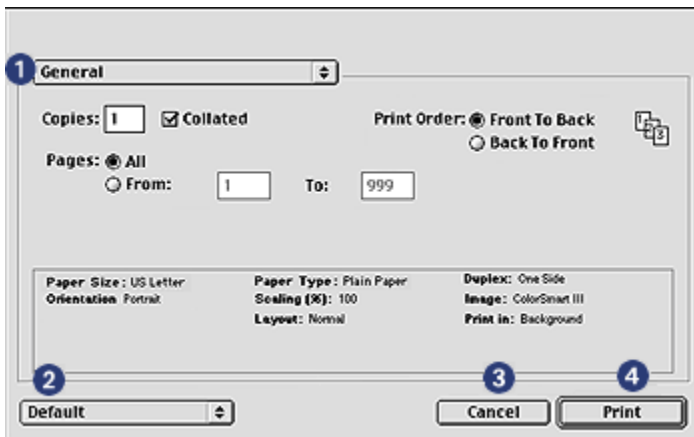 1 General
Copies: 1 Collated Print Order: Front To Back
Back To Front
Pages: All
From: 1 To: 999
Paper Size: US Letter Paper Type: Plain Paper Duplex: One Side
Orientation Portrait Scaling (%): 100 Image: ColorSmart III
Layout: Normal Print in: Background
2 3 4
Default Cancel Print